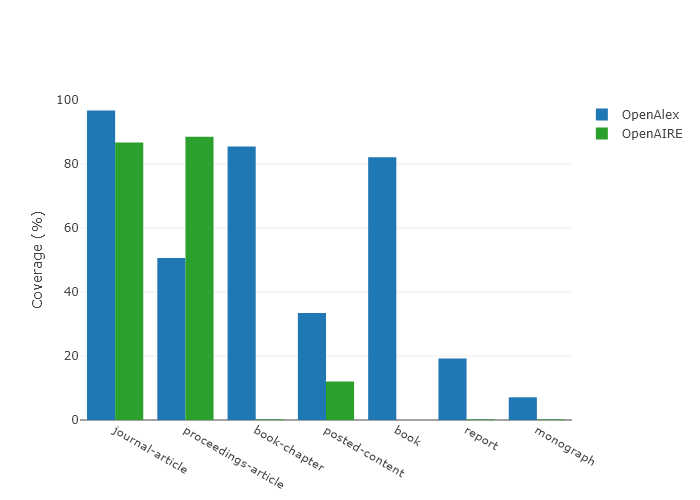 100
80
60
40
20
0
Coverage (%)
journal-article
proceedings-article
book-chapter
posted-content
book
report
monograph
OpenAlex
OpenAIRE